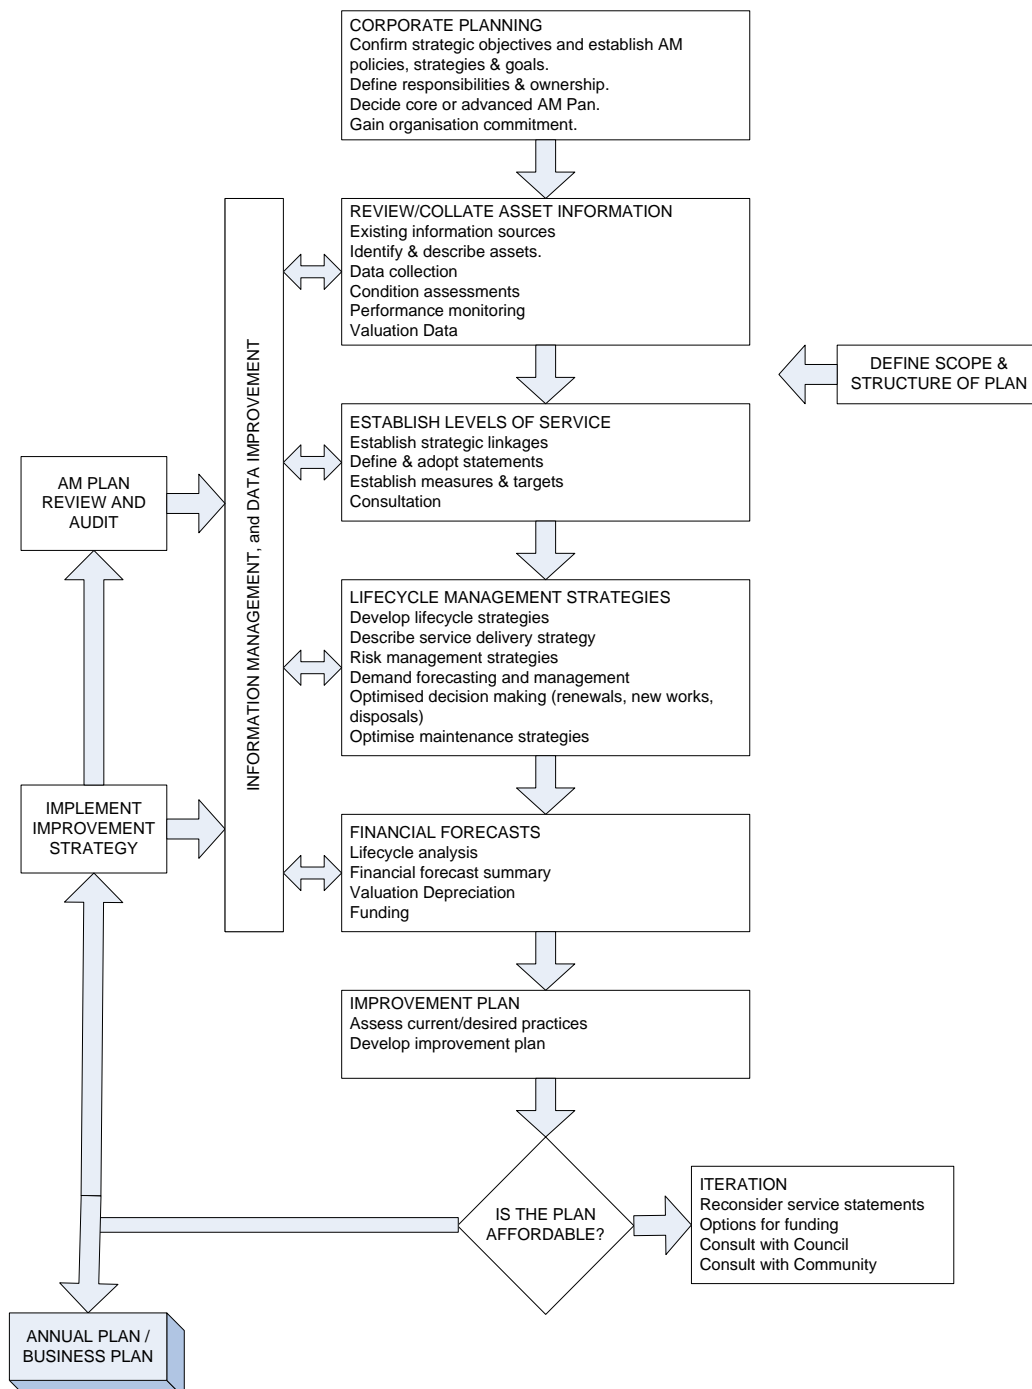 CORPORATE PLANNING
Confirm strategic objectives and establish AM
policies, strategies & goals.
Define responsibilities & ownership.
Decide core or advanced AM Pan.
Gain organisation commitment.
REVIEW/COLLATE ASSET INFORMATION
Existing information sources
Identify & describe assets.
Data collection
Condition assessments
Performance monitoring
Valuation Data
DEFINE SCOPE &
STRUCTURE OF PLAN
INFORMATION MANAGEMENT, and DATA IMPROVEMENT
ESTABLISH LEVELS OF SERVICE
Establish strategic linkages
Define & adopt statements
Establish measures & targets
Consultation
AM PLAN
REVIEW AND
AUDIT
LIFECYCLE MANAGEMENT STRATEGIES
Develop lifecycle strategies
Describe service delivery strategy
Risk management strategies
Demand forecasting and management
Optimised decision making (renewals, new works,
disposals)
Optimise maintenance strategies
IMPLEMENT
IMPROVEMENT
STRATEGY
FINANCIAL FORECASTS
Lifecycle analysis
Financial forecast summary
Valuation Depreciation
Funding
IMPROVEMENT PLAN
Assess current/desired practices
Develop improvement plan
IS THE PLAN
AFFORDABLE?
ITERATION
Reconsider service statements
Options for funding
Consult with Council
Consult with Community
ANNUAL PLAN /
BUSINESS PLAN